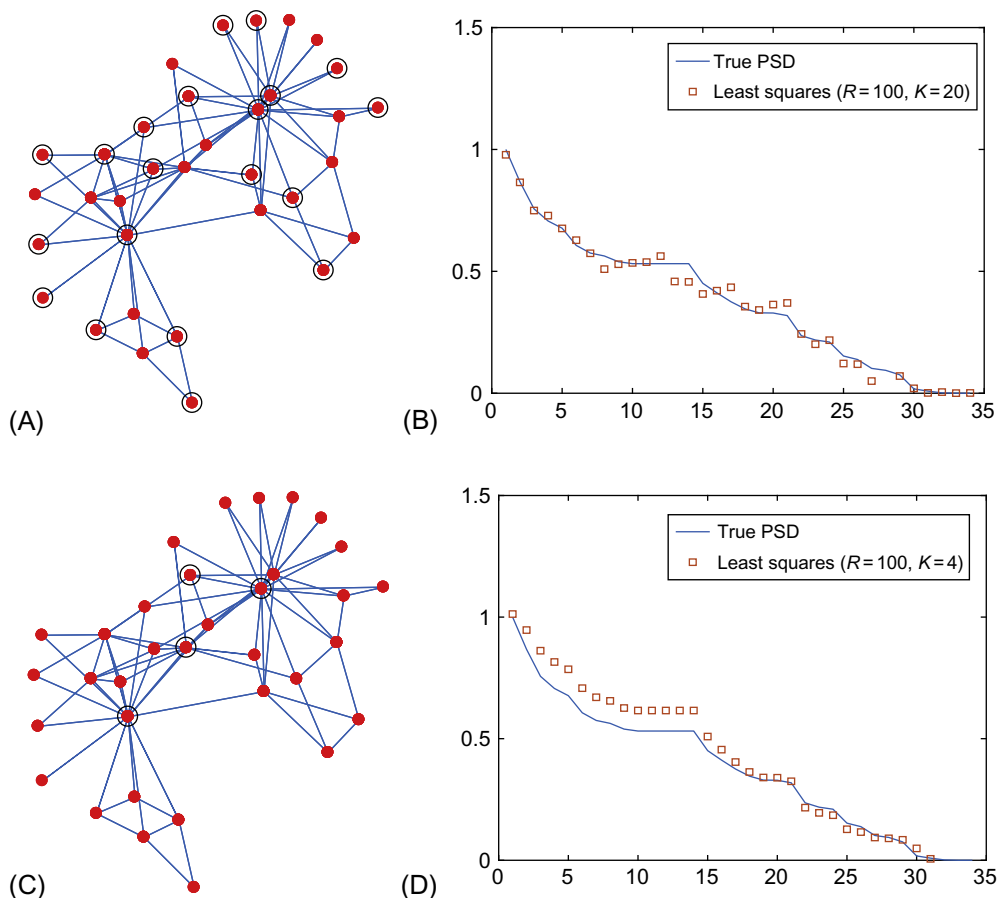 1.5
True PSD
Least squares (R = 100, K = 20)
1
0.5
0
0 5 10 15 20 25 30 35
(A)
(B)
1.5
True PSD
Least squares (R = 100, K = 4)
1
0.5
0
0 5 10 15 20 25 30 35
(C)
(D)